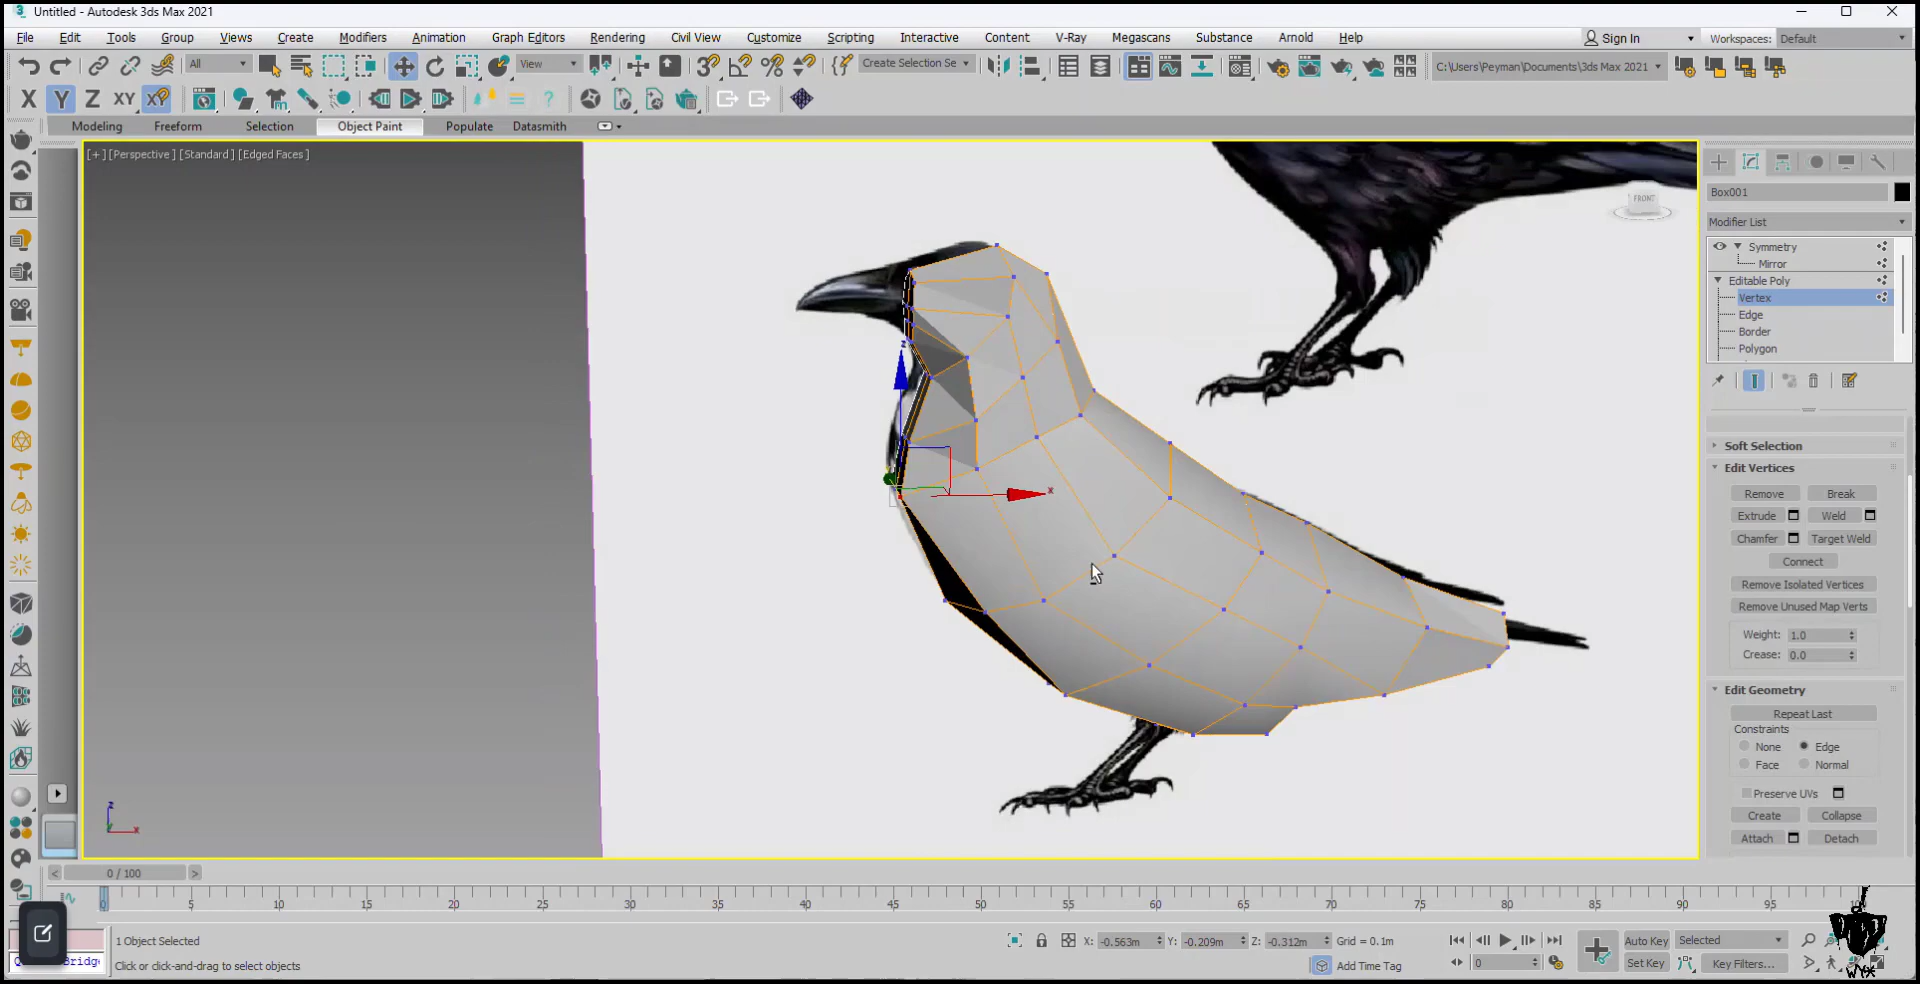 Untitled - Autodesk 3ds Max 2021
File Edit Tools Group Views Create Modifiers Animation Graph Editors Rendering Civil View Customize Scripting Interactive Content V-Ray Megascans Substance Arnold Help Sign In Workspaces: Default
All View Create Selection Se C:\Users\Peyman\Documents\3ds Max 2021
X Y Z XY
Modeling Freeform Selection Object Paint Populate Datasmith
[+] [Perspective ] [Standard ] [Edged Faces ]
FRONT
z
x
z
x
Box001
Modifier List
Symmetry
Mirror
Editable Poly
Vertex
Edge
Border
Polygon
Soft Selection
Edit Vertices
Remove Break
Extrude Weld
Chamfer Target Weld
Connect
Remove Isolated Vertices
Remove Unused Map Verts
Weight: 1.0
Crease: 0.0
Edit Geometry
Repeat Last
Constraints
None Edge
Face Normal
Preserve UVs
Create Collapse
Attach Detach
0 / 100
0 5 10 15 20 25 30 35 40 45 50 55 60 65 70 75 80 85 90 95
1 Object Selected X: -0.563m Y: -0.209m Z: -0.312m Grid = 0.1m Auto Key Selected
Click or click-and-drag to select objects Add Time Tag 0 Set Key Key Filters...